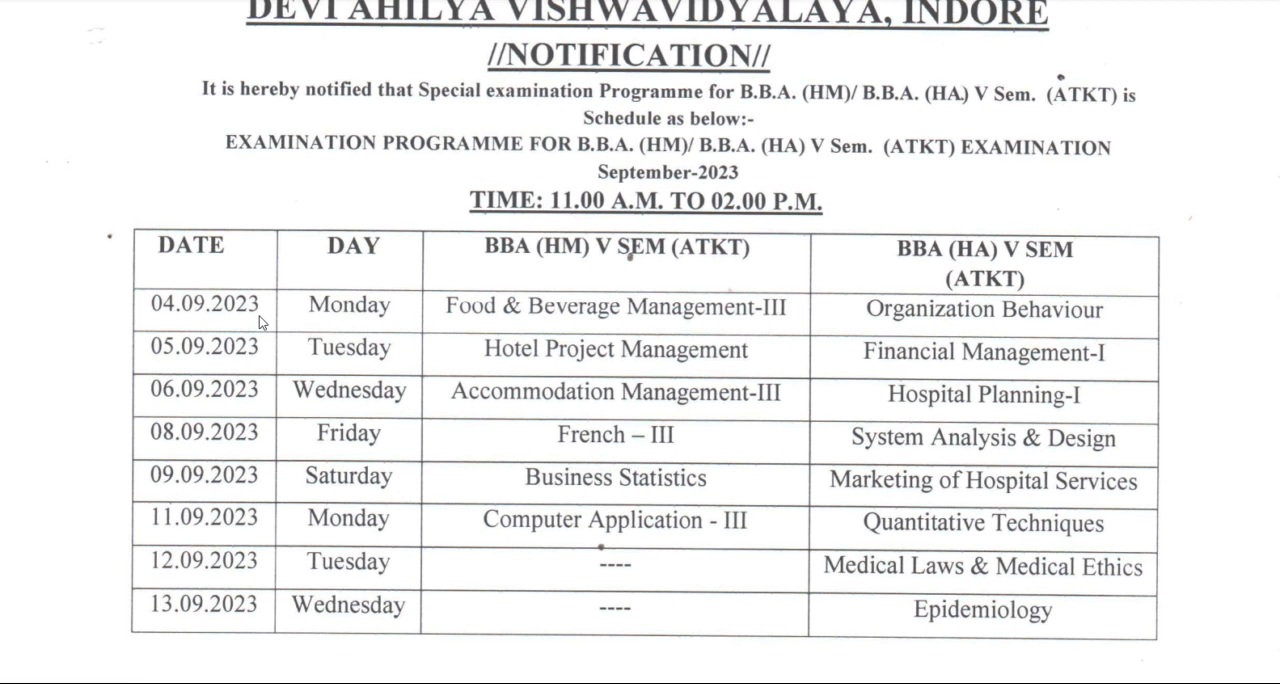 DEVI AHILYA VISHWAVIDYALAYA, INDORE
//NOTIFICATION//
It is hereby notified that Special examination Programme for B.B.A. (HM)/ B.B.A. (HA) V Sem. (ATKT) is
Schedule as below:-
EXAMINATION PROGRAMME FOR B.B.A. (HM)/ B.B.A. (HA) V Sem. (ATKT) EXAMINATION
September-2023
TIME: 11.00 A.M. TO 02.00 P.M.
DATE DAY BBA (HM) V SEM (ATKT) BBA (HA) V SEM
(ATKT)
04.09.2023 Monday Food & Beverage Management-III Organization Behaviour
05.09.2023 Tuesday Hotel Project Management Financial Management-I
06.09.2023 Wednesday Accommodation Management-III Hospital Planning-I
08.09.2023 Friday French – III System Analysis & Design
09.09.2023 Saturday Business Statistics Marketing of Hospital Services
11.09.2023 Monday Computer Application - III Quantitative Techniques
12.09.2023 Tuesday ---- Medical Laws & Medical Ethics
13.09.2023 Wednesday ---- Epidemiology